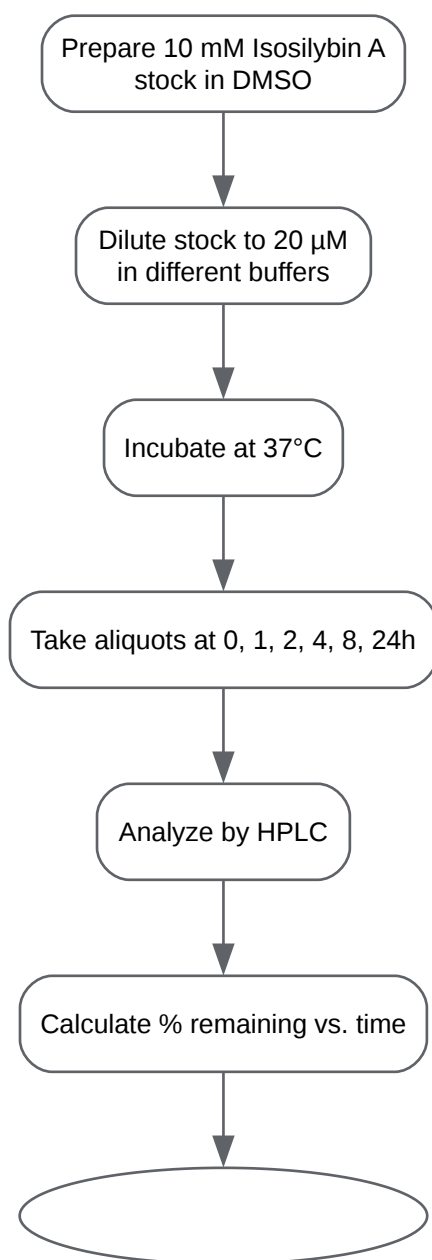 Prepare 10 mM Isosilybin A
stock in DMSO
Dilute stock to 20 µM
in different buffers
Incubate at 37°C
Take aliquots at 0, 1, 2, 4, 8, 24h
Analyze by HPLC
Calculate % remaining vs. time